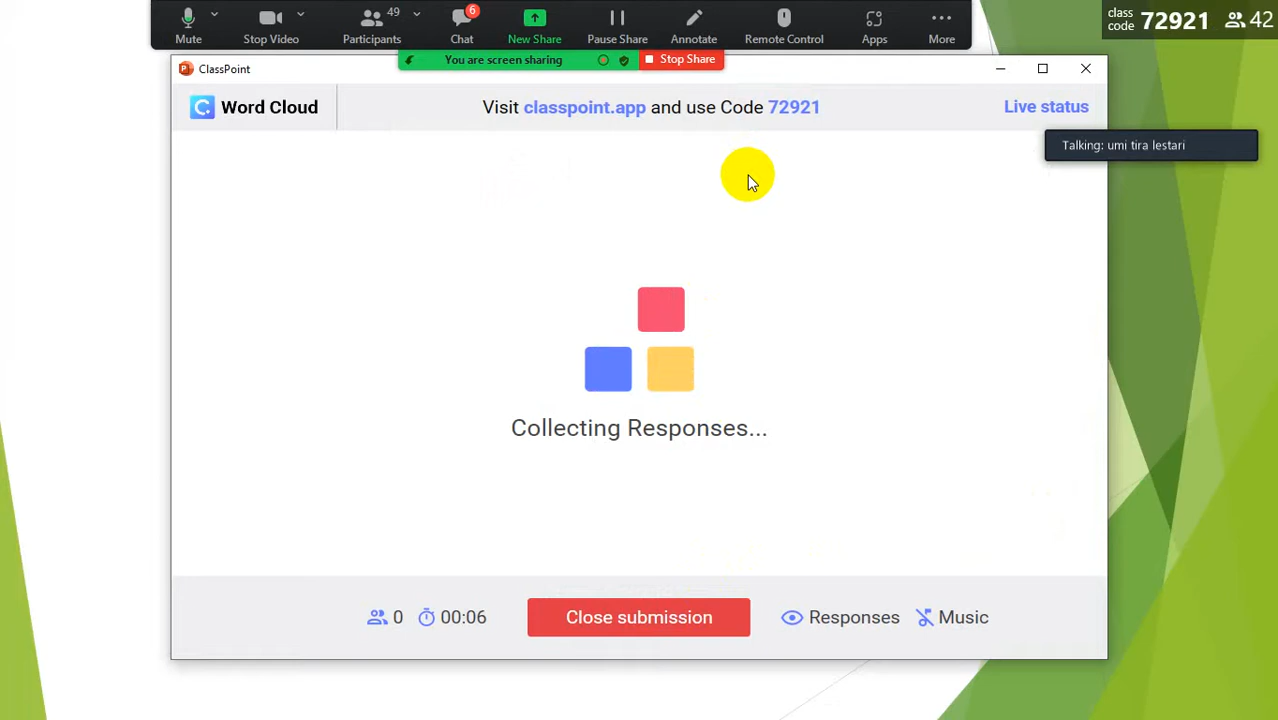 49
6
Mute
Stop Video
Participants
Chat
New Share
Pause Share
Annotate
Remote Control
Apps
More
class code 72921 42
You are screen sharing
Stop Share
ClassPoint
Word Cloud
Visit classpoint.app and use Code 72921
Live status
Talking: umi tira lestari
Collecting Responses...
0
00:06
Close submission
Responses
Music